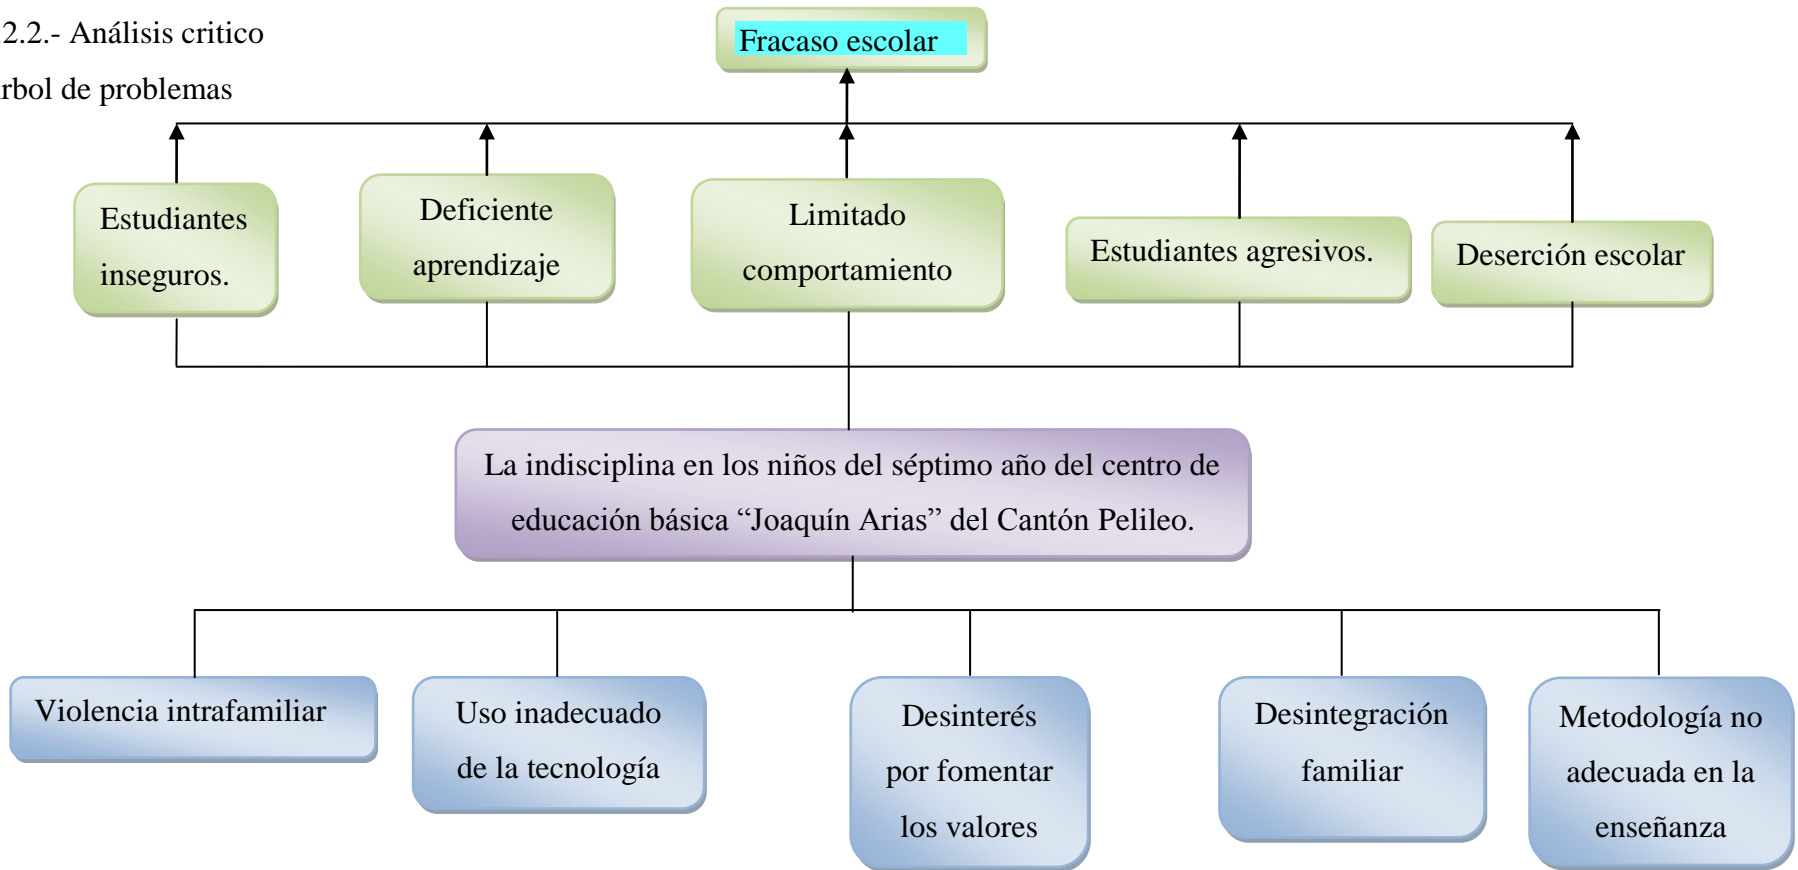 .2.2.- Análisis critico
rbol de problemas
Fracaso escolar
Estudiantes
inseguros.
Deficiente
aprendizaje
Limitado
comportamiento
Estudiantes agresivos.
Deserción escolar
La indisciplina en los niños del séptimo año del centro de
educación básica “Joaquín Arias” del Cantón Pelileo.
Violencia intrafamiliar
Uso inadecuado
de la tecnología
Desinterés
por fomentar
los valores
Desintegración
familiar
Metodología no
adecuada en la
enseñanza